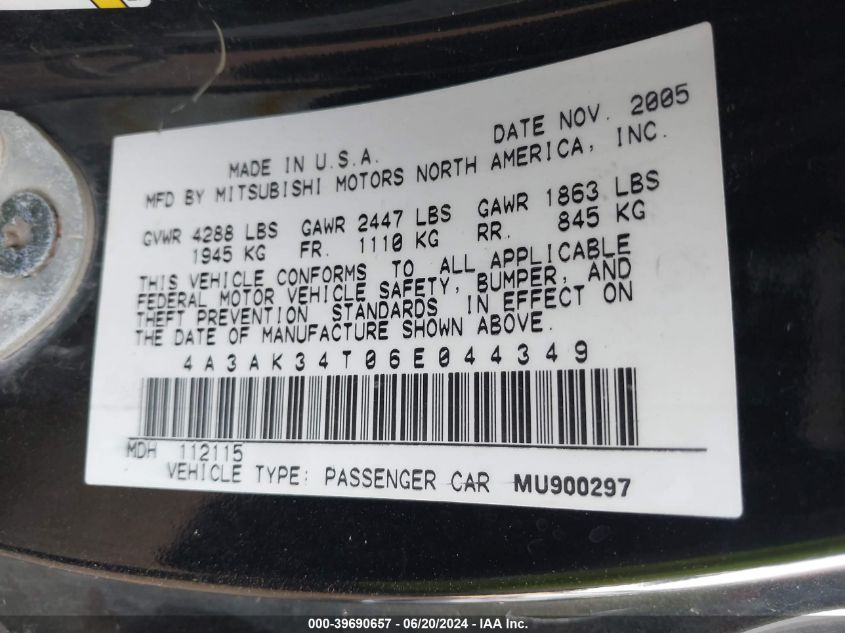 DATE NOV. 2005
MADE IN U.S.A.
MFD BY MITSUBISHI MOTORS NORTH AMERICA, INC.
GVWR 4288 LBS GAWR 2447 LBS GAWR 1863 LBS
1945 KG FR. 1110 KG RR. 845 KG
THIS VEHICLE CONFORMS TO ALL APPLICABLE
FEDERAL MOTOR VEHICLE SAFETY, BUMPER, AND
THEFT PREVENTION STANDARDS IN EFFECT ON
THE DATE OF MANUFACTURE SHOWN ABOVE.
4A3AK34T06E044349
MDH 112115
VEHICLE TYPE: PASSENGER CAR MU900297
000-39690657 - 06/20/2024 - IAA Inc.